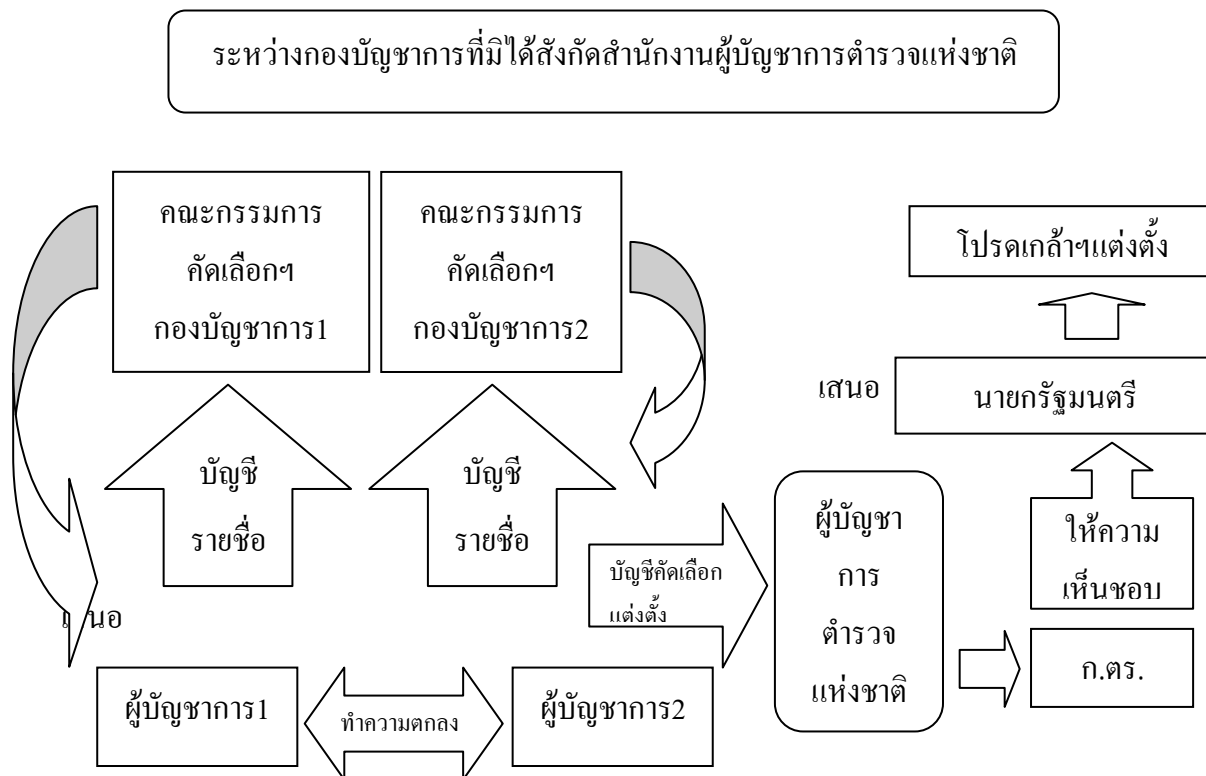 ระหว่างกองบัญชาการที่มิได้สังกัดสำนักงานผู้บัญชาการตำรวจแห่งชาติ
คณะกรรมการ
คัดเลือกฯ
กองบัญชาการ1
คณะกรรมการ
คัดเลือกฯ
กองบัญชาการ2
บัญชี
รายชื่อ
บัญชี
รายชื่อ
เสนอ
ผู้บัญชาการ1
ทำความตกลง
ผู้บัญชาการ2
บัญชีคัดเลือก
แต่งตั้ง
ผู้บัญชา
การ
ตำรวจ
แห่งชาติ
ก.ตร.
ให้ความ
เห็นชอบ
เสนอ
นายกรัฐมนตรี
โปรดเกล้าฯแต่งตั้ง